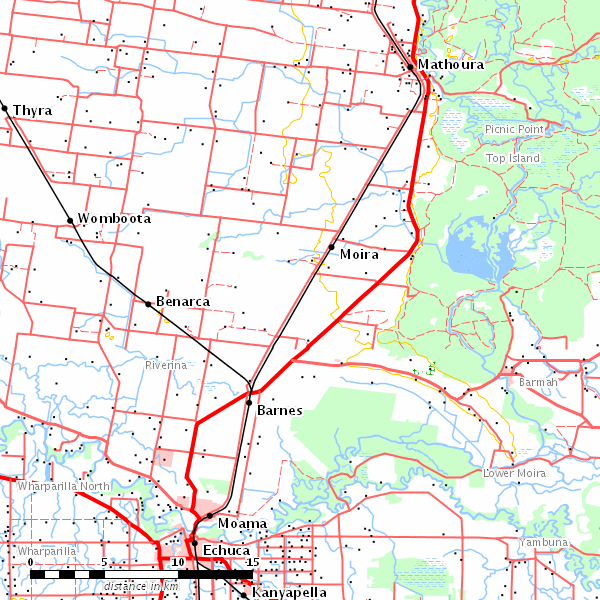 Mathoura
Thyra
Picnic Point
Top Island
Womboota
Moira
Benarca
Riverina
Barmah
Barnes
Lower Moira
Wharparilla North
Moama
Yambuna
Wharparilla
Echuca
0 5 10 15
distance in km
Kanyapella